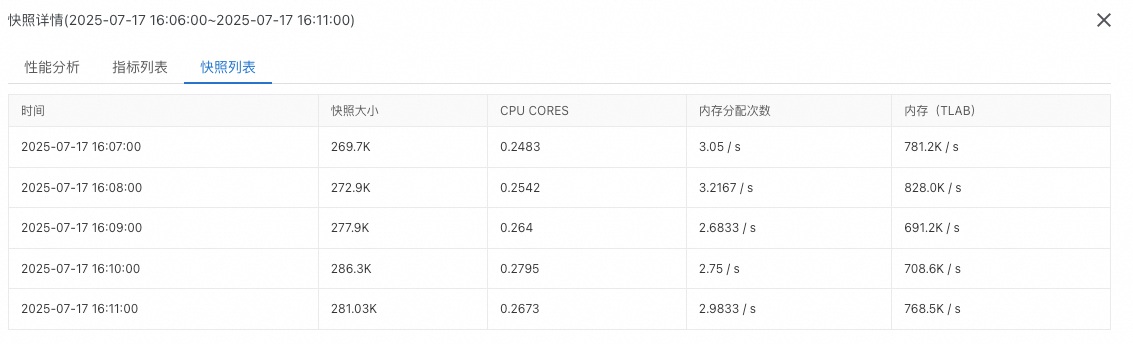 快照详情(2025-07-17 16:06:00~2025-07-17 16:11:00)
性能分析 指标列表 快照列表
时间 快照大小 CPU CORES 内存分配次数 内存（TLAB）
2025-07-17 16:07:00 269.7K 0.2483 3.05 / s 781.2K / s
2025-07-17 16:08:00 272.9K 0.2542 3.2167 / s 828.0K / s
2025-07-17 16:09:00 277.9K 0.264 2.6833 / s 691.2K / s
2025-07-17 16:10:00 286.3K 0.2795 2.75 / s 708.6K / s
2025-07-17 16:11:00 281.03K 0.2673 2.9833 / s 768.5K / s